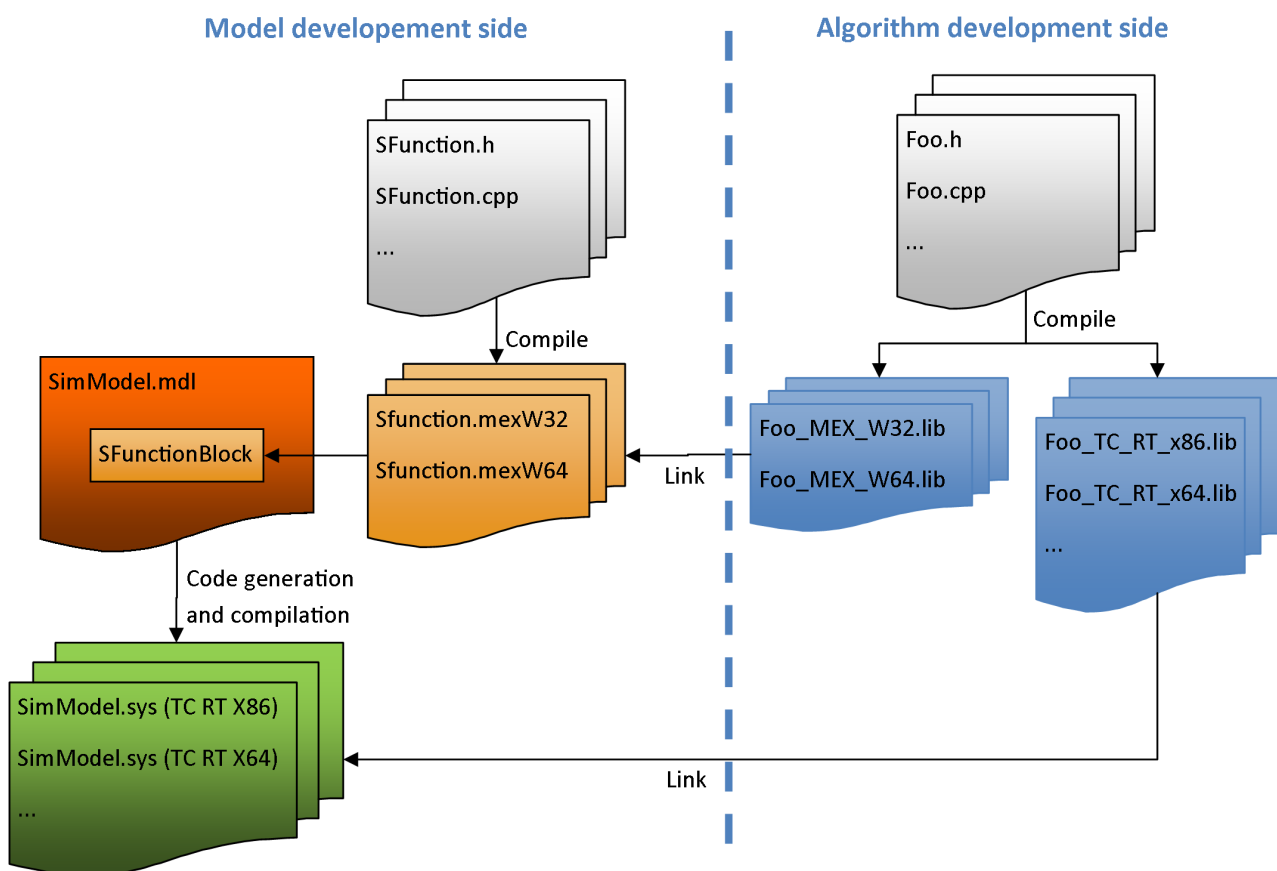 Model developement side
Algorithm development side
SFunction.h
SFunction.cpp
...
Foo.h
Foo.cpp
...
Compile
Compile
SimModel.mdl
SFunctionBlock
Sfunction.mexW32
Sfunction.mexW64
Link
Foo_MEX_W32.lib
Foo_MEX_W64.lib
Foo_TC_RT_x86.lib
Foo_TC_RT_x64.lib
...
Code generation
and compilation
SimModel.sys (TC RT X86)
SimModel.sys (TC RT X64)
...
Link